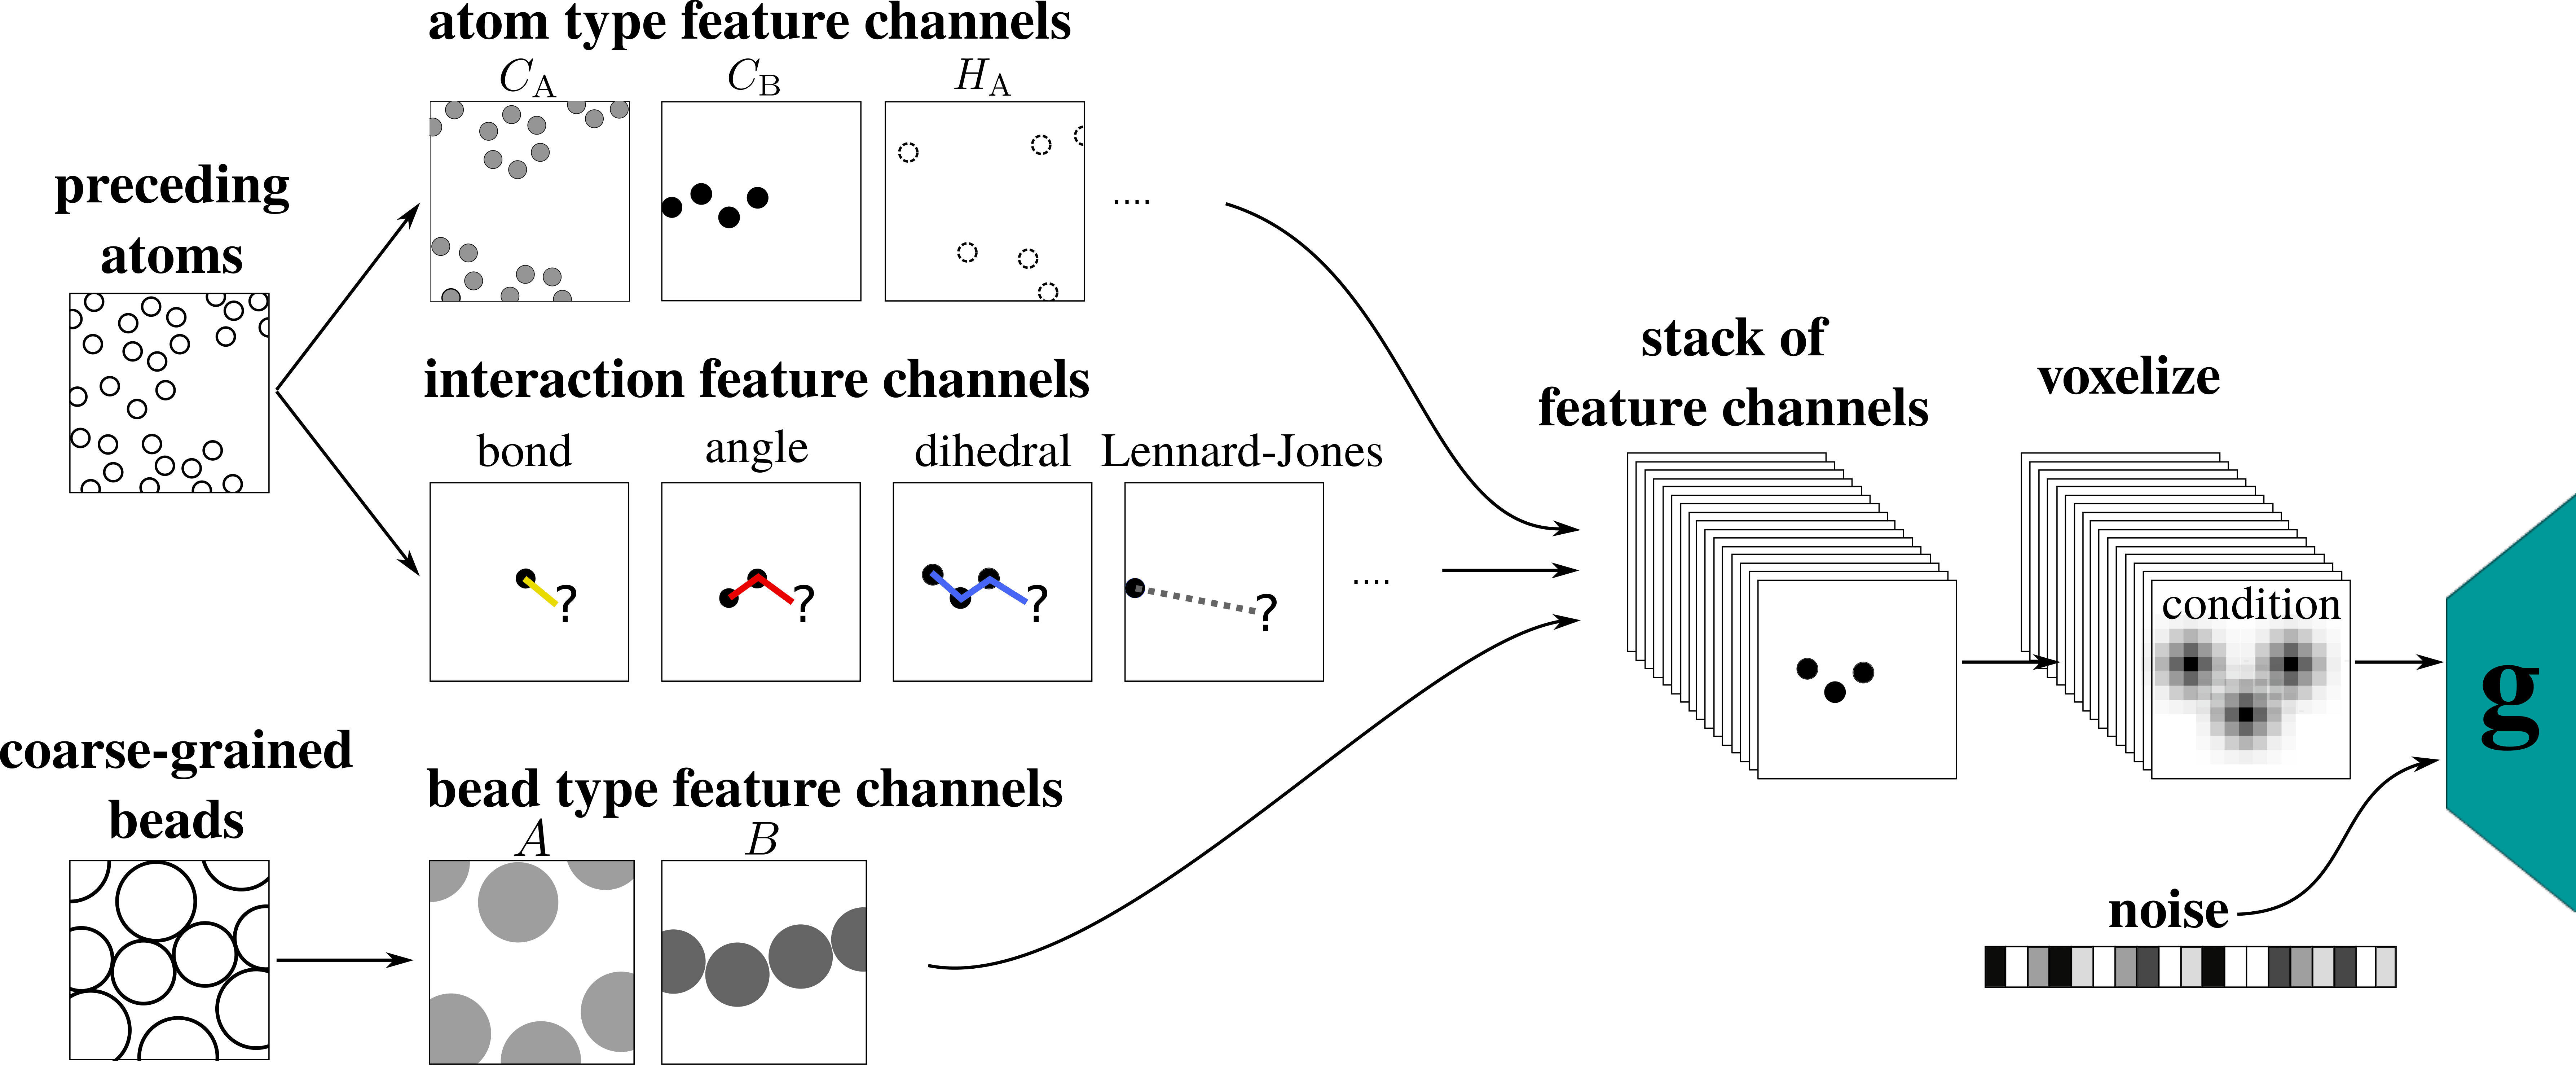 atom type feature channels
C_A
C_B
H_A
....
preceding
atoms
interaction feature channels
bond
angle
dihedral
Lennard-Jones
?
?
?
?
....
coarse-grained
beads
bead type feature channels
A
B
stack of
feature channels
voxelize
condition
g
noise